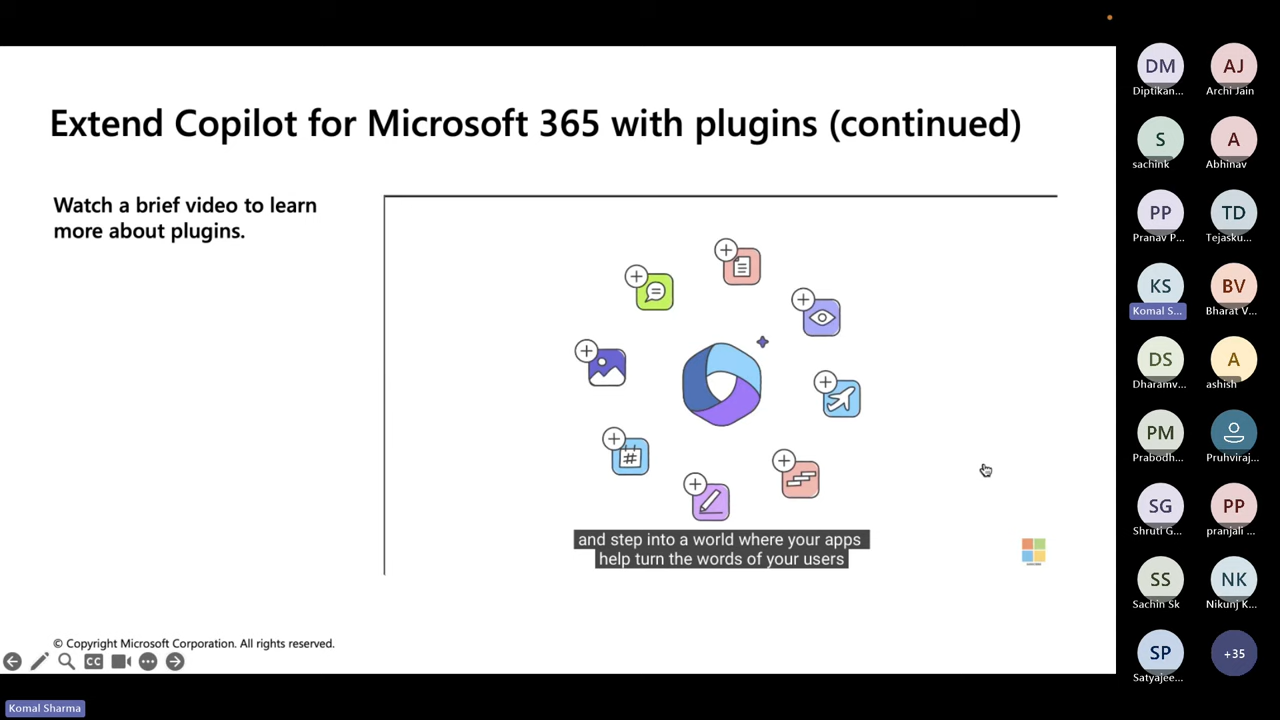 Extend Copilot for Microsoft 365 with plugins (continued)
Watch a brief video to learn
more about plugins.
#
and step into a world where your apps
help turn the words of your users
© Copyright Microsoft Corporation. All rights reserved.
CC
Komal Sharma
DM
Diptikan...
AJ
Archi Jain
S
sachink
A
Abhinav
PP
Pranav P...
TD
Tejasku...
KS
Komal S...
BV
Bharat V...
DS
Dharamv...
A
ashish
PM
Prabodh...
Pruhviraj...
SG
Shruti G...
PP
pranjali ...
SS
Sachin Sk
NK
Nikunj K...
SP
Satyajee...
+35